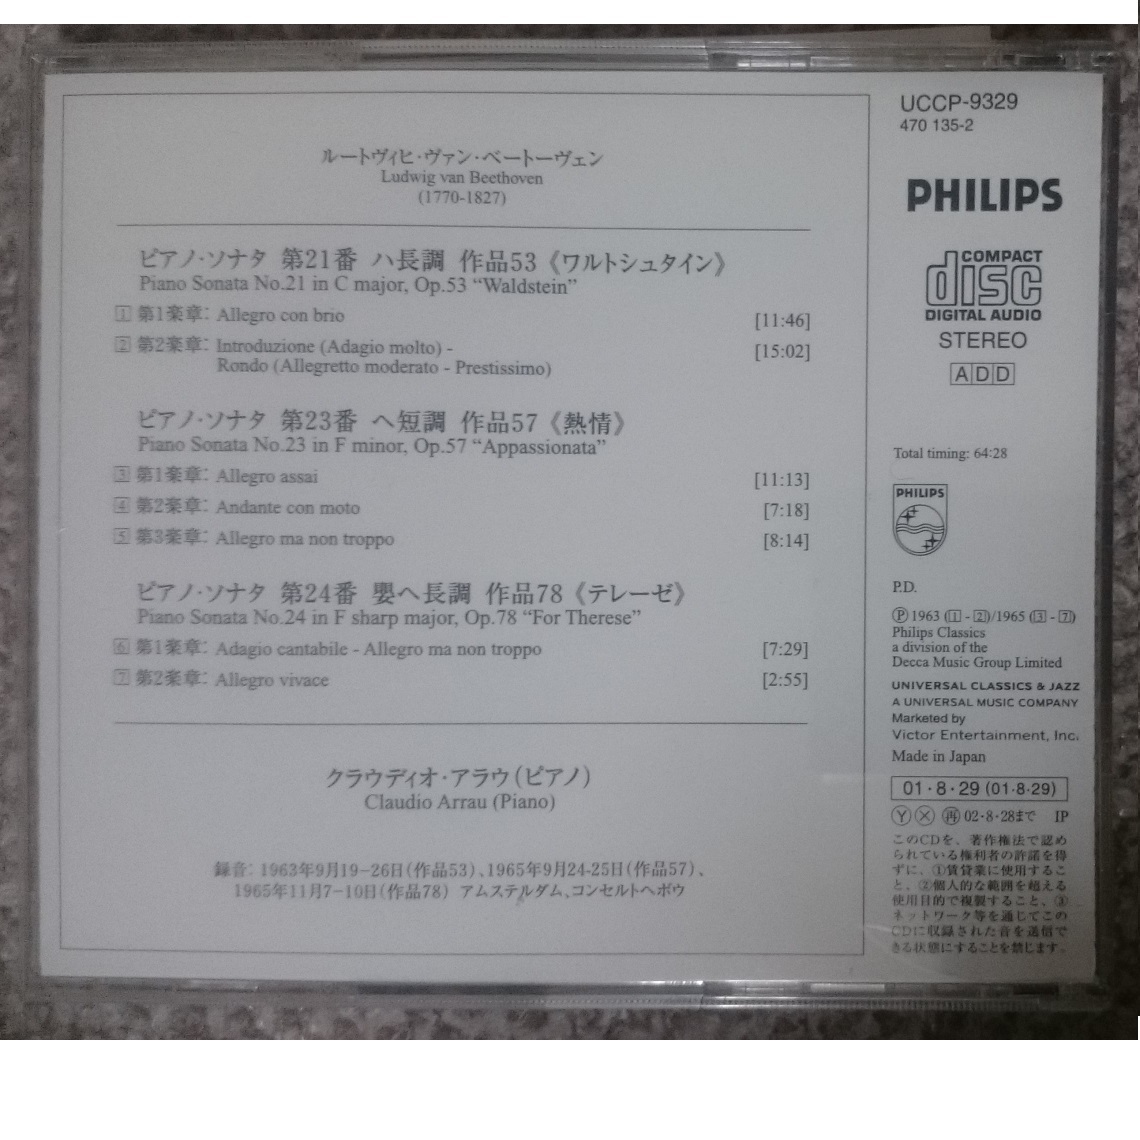 ルートヴィヒ・ヴァン・ベートーヴェン
Ludwig van Beethoven
(1770-1827)
ピアノ・ソナタ 第21番 ハ長調 作品53《ワルトシュタイン》
Piano Sonata No.21 in C major, Op.53 “Waldstein”
1 第1楽章: Allegro con brio [11:46]
2 第2楽章: Introduzione (Adagio molto) - [15:02]
Rondo (Allegretto moderato - Prestissimo)
ピアノ・ソナタ 第23番 ヘ短調 作品57《熱情》
Piano Sonata No.23 in F minor, Op.57 “Appassionata”
3 第1楽章: Allegro assai [11:13]
4 第2楽章: Andante con moto [7:18]
5 第3楽章: Allegro ma non troppo [8:14]
ピアノ・ソナタ 第24番 嬰ヘ長調 作品78《テレーゼ》
Piano Sonata No.24 in F sharp major, Op.78 “For Therese”
6 第1楽章: Adagio cantabile - Allegro ma non troppo [7:29]
7 第2楽章: Allegro vivace [2:55]
クラウディオ・アラウ(ピアノ)
Claudio Arrau (Piano)
録音: 1963年9月19-26日(作品53)、1965年9月24-25日(作品57)、
1965年11月7-10日(作品78) アムステルダム、コンセルトヘボウ
UCCP-9329
470 135-2
PHILIPS
COMPACT
disc
DIGITAL AUDIO
STEREO
ADD
Total timing: 64:28
PHILIPS
P.D.
℗ 1963 (1 - 2)/1965 (3 - 7)
Philips Classics
a division of the
Decca Music Group Limited
UNIVERSAL CLASSICS & JAZZ
A UNIVERSAL MUSIC COMPANY
Marketed by
Victor Entertainment, Inc.
Made in Japan
01・8・29 (01・8・29)
Ⓨ Ⓧ 再 02・8・28まで IP
このCDを、著作権法で認め
られている権利者の許諾を得
ずに、①賃貸業に使用するこ
と、②個人的な範囲を超える
使用目的で複製すること、③
ネットワーク等を通じてこの
CDに収録された音を送信で
きる状態にすることを禁じます。